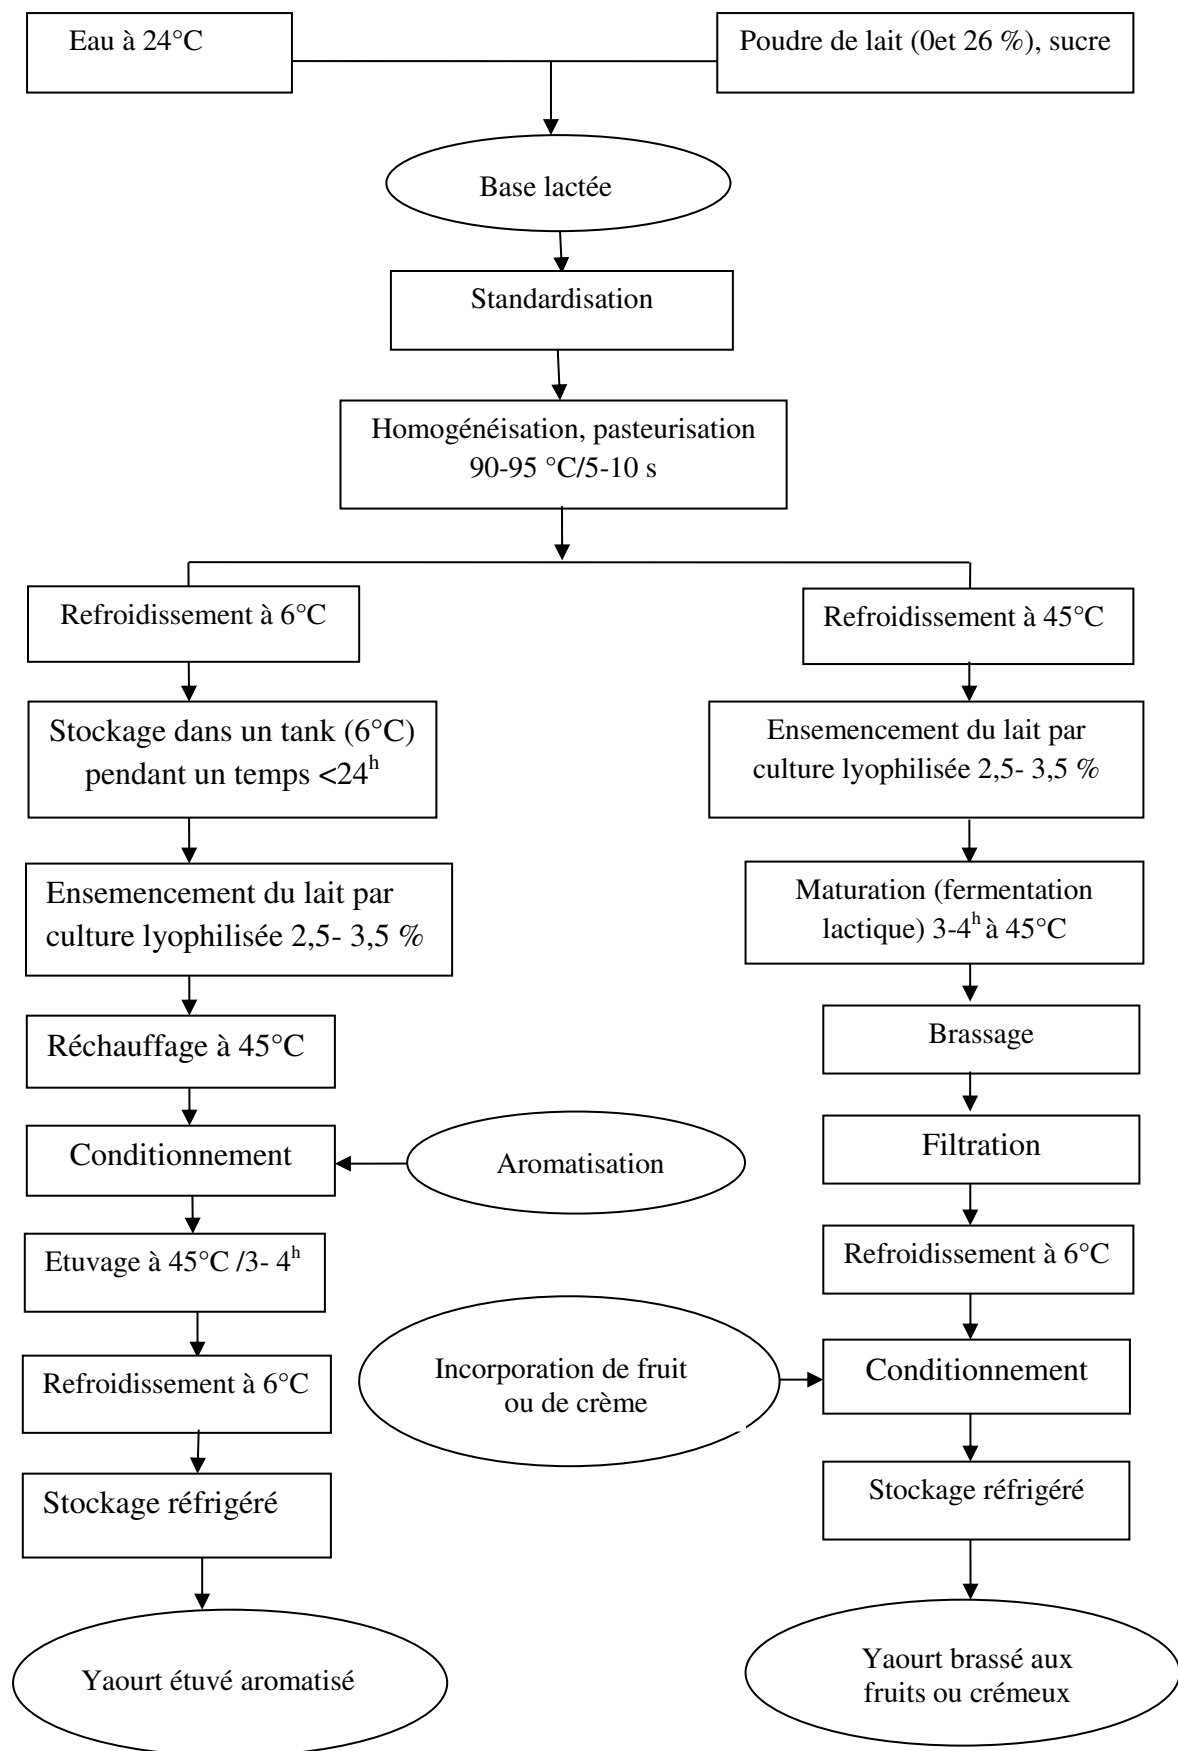 Eau à 24°C
Poudre de lait (0et 26 %), sucre
Base lactée
Standardisation
Homogénéisation, pasteurisation
90-95 °C/5-10 s
Refroidissement à 6°C
Stockage dans un tank (6°C)
pendant un temps <24h
Ensemencement du lait par
culture lyophilisée 2,5- 3,5 %
Réchauffage à 45°C
Conditionnement
Aromatisation
Etuvage à 45°C /3- 4h
Refroidissement à 6°C
Stockage réfrigéré
Yaourt étuvé aromatisé
Refroidissement à 45°C
Ensemencement du lait par
culture lyophilisée 2,5- 3,5 %
Maturation (fermentation
lactique) 3-4h à 45°C
Brassage
Filtration
Refroidissement à 6°C
Incorporation de fruit
ou de crème
Conditionnement
Stockage réfrigéré
Yaourt brassé aux
fruits ou crémeux